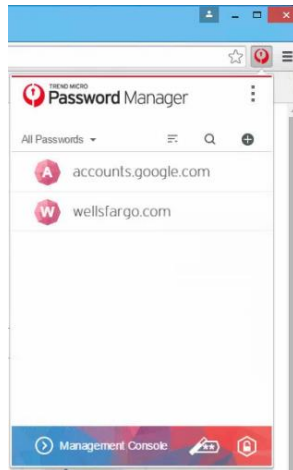 TREND MICRO
Password Manager
All Passwords
A accounts.google.com
W wellsfargo.com
Management Console